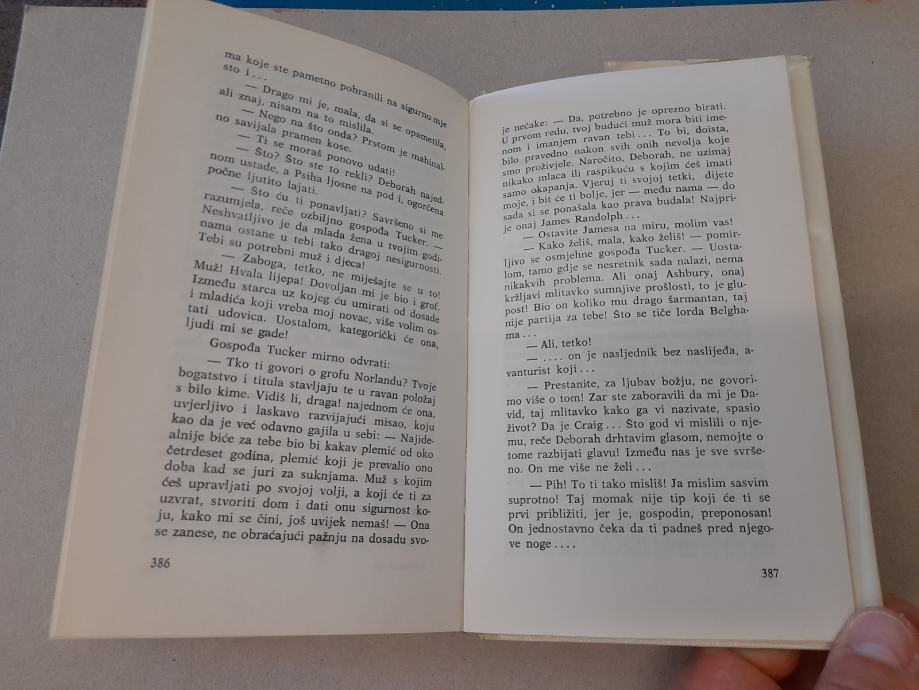 ma koje ste pametno pohranili na sigurno mje
sto i...
— Drago mi je, mala, da si se opametila,
ali znaj, nisam na to mislila.
— Nego na što onda? Prstom je mahinal-
no savijala pramen kose.
— Ti se moraš ponovo udati!
— Što? Što ste to rekli? Deborah najed.
nom ustade, a Psiha ljosne na pod i, ogorčena
počne ljutito lajati.
— Što ću ti ponavljati? Savršeno si me
razumjela, reče ozbiljno gospođa Tucker. —
Neshvatljivo je da mlada žena u tvojim godi-
nama ostane u tebi tako dragoj nesigurnosti.
Tebi su potrebni muž i djeca!
— Zaboga, tetko, ne miješajte se u to!
Muž! Hvala lijepa! Dovoljan mi je bio i grof.
Između starca uz kojeg ću umirati od dosade
i mladića koji vreba moj novac, više volim os-
tati udovica. Uostalom, kategorički će ona,
ljudi mi se gade!
Gospođa Tucker mirno odvrati:
— Tko ti govori o grofu Norlandu? Tvoje
bogatstvo i titula stavljaju te u ravan položaj
s bilo kime. Vidiš li, draga! najednom će ona,
uvjerljivo i laskavo razvijajući misao, koju
kao da je već odavno gajila u sebi: — Najide-
alnije biće za tebe bio bi kakav plemić od oko
četrdeset godina, plemić koji je prevalio ono
doba kad se juri za suknjama. Muž s kojim
ćeš upravljati po svojoj volji, a koji će ti za
uzvrat, stvoriti dom i dati onu sigurnost ko-
ju, kako mi se čini, još uvijek nemaš! — Ona
se zanese, ne obraćajući pažnju na dosadu svo-
386
je nećake: — Da, potrebno je oprezno birati.
U prvom redu, tvoj budući muž mora biti ime-
nom i imanjem ravan tebi... To bi, doista,
bilo pravedno nakon svih onih nevolja koje
smo proživjele. Naročito, Deborah, ne uzimaj
nikako mlaca ili raspikuću s kojim ćeš imati
samo okapanja. Vjeruj ti svojoj tetki, dijete
moje, i bit će ti bolje, jer — među nama — do
sada si se ponašala kao prava budala! Najpri-
je onaj James Randolph...
— Ostavite Jamesa na miru, molim vas!
— Kako želiš, mala, kako želiš! — pomir-
ljivo se osmjehne gospođa Tucker. — Uosta-
lom, tamo gdje se nesretnik sada nalazi, nema
nikakvih problema. Ali onaj Ashbury, onaj
kržljavi mlitavko sumnjive prošlosti, to je glu-
post! Bio on koliko mu drago šarmantan, taj
nije partija za tebe! Što se tiče lorda Belgha-
ma...
— Ali, tetko!
— .... on je nasljednik bez naslijeđa, a-
vanturist koji...
— Prestanite, za ljubav božju, ne govori-
mo više o tom! Zar ste zaboravili da mi je Da-
vid, taj mlitavko kako ga vi nazivate, spasio
život? Da je Craig... Što god vi mislili o nje-
mu, reče Deborah drhtavim glasom, nemojte o
tome razbijati glavu! Između nas je sve svrše-
no. On me više ne želi...
— Pih! To ti tako misliš! Ja mislim sasvim
suprotno! Taj momak nije tip koji će ti se
prvi približiti, jer je, gospodin, preponosan!
On jednostavno čeka da ti padneš pred njego-
ve noge....
387